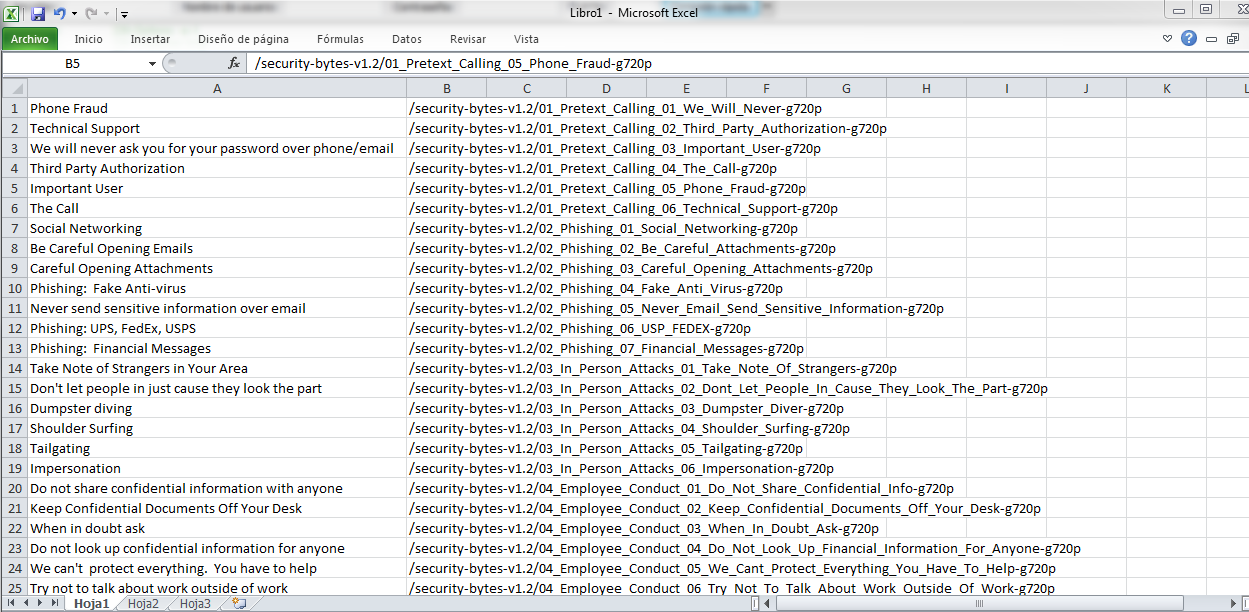 Libro1 - Microsoft Excel
Archivo Inicio Insertar Diseño de página Fórmulas Datos Revisar Vista
B5 fx /security-bytes-v1.2/01_Pretext_Calling_05_Phone_Fraud-g720p
A B C D E F G H I J K L
1 Phone Fraud /security-bytes-v1.2/01_Pretext_Calling_01_We_Will_Never-g720p
2 Technical Support /security-bytes-v1.2/01_Pretext_Calling_02_Third_Party_Authorization-g720p
3 We will never ask you for your password over phone/email /security-bytes-v1.2/01_Pretext_Calling_03_Important_User-g720p
4 Third Party Authorization /security-bytes-v1.2/01_Pretext_Calling_04_The_Call-g720p
5 Important User /security-bytes-v1.2/01_Pretext_Calling_05_Phone_Fraud-g720p
6 The Call /security-bytes-v1.2/01_Pretext_Calling_06_Technical_Support-g720p
7 Social Networking /security-bytes-v1.2/02_Phishing_01_Social_Networking-g720p
8 Be Careful Opening Emails /security-bytes-v1.2/02_Phishing_02_Be_Careful_Attachments-g720p
9 Careful Opening Attachments /security-bytes-v1.2/02_Phishing_03_Careful_Opening_Attachments-g720p
10 Phishing:  Fake Anti-virus /security-bytes-v1.2/02_Phishing_04_Fake_Anti_Virus-g720p
11 Never send sensitive information over email /security-bytes-v1.2/02_Phishing_05_Never_Email_Send_Sensitive_Information-g720p
12 Phishing: UPS, FedEx, USPS /security-bytes-v1.2/02_Phishing_06_USP_FEDEX-g720p
13 Phishing:  Financial Messages /security-bytes-v1.2/02_Phishing_07_Financial_Messages-g720p
14 Take Note of Strangers in Your Area /security-bytes-v1.2/03_In_Person_Attacks_01_Take_Note_Of_Strangers-g720p
15 Don't let people in just cause they look the part /security-bytes-v1.2/03_In_Person_Attacks_02_Dont_Let_People_In_Cause_They_Look_The_Part-g720p
16 Dumpster diving /security-bytes-v1.2/03_In_Person_Attacks_03_Dumpster_Diver-g720p
17 Shoulder Surfing /security-bytes-v1.2/03_In_Person_Attacks_04_Shoulder_Surfing-g720p
18 Tailgating /security-bytes-v1.2/03_In_Person_Attacks_05_Tailgating-g720p
19 Impersonation /security-bytes-v1.2/03_In_Person_Attacks_06_Impersonation-g720p
20 Do not share confidential information with anyone /security-bytes-v1.2/04_Employee_Conduct_01_Do_Not_Share_Confidential_Info-g720p
21 Keep Confidential Documents Off Your Desk /security-bytes-v1.2/04_Employee_Conduct_02_Keep_Confidential_Documents_Off_Your_Desk-g720p
22 When in doubt ask /security-bytes-v1.2/04_Employee_Conduct_03_When_In_Doubt_Ask-g720p
23 Do not look up confidential information for anyone /security-bytes-v1.2/04_Employee_Conduct_04_Do_Not_Look_Up_Financial_Information_For_Anyone-g720p
24 We can't  protect everything.  You have to help /security-bytes-v1.2/04_Employee_Conduct_05_We_Cant_Protect_Everything_You_Have_To_Help-g720p
25 Try not to talk about work outside of work /security-bytes-v1.2/04_Employee_Conduct_06_Try_Not_To_Talk_About_Work_Outside_Of_Work-g720p
Hoja1 Hoja2 Hoja3